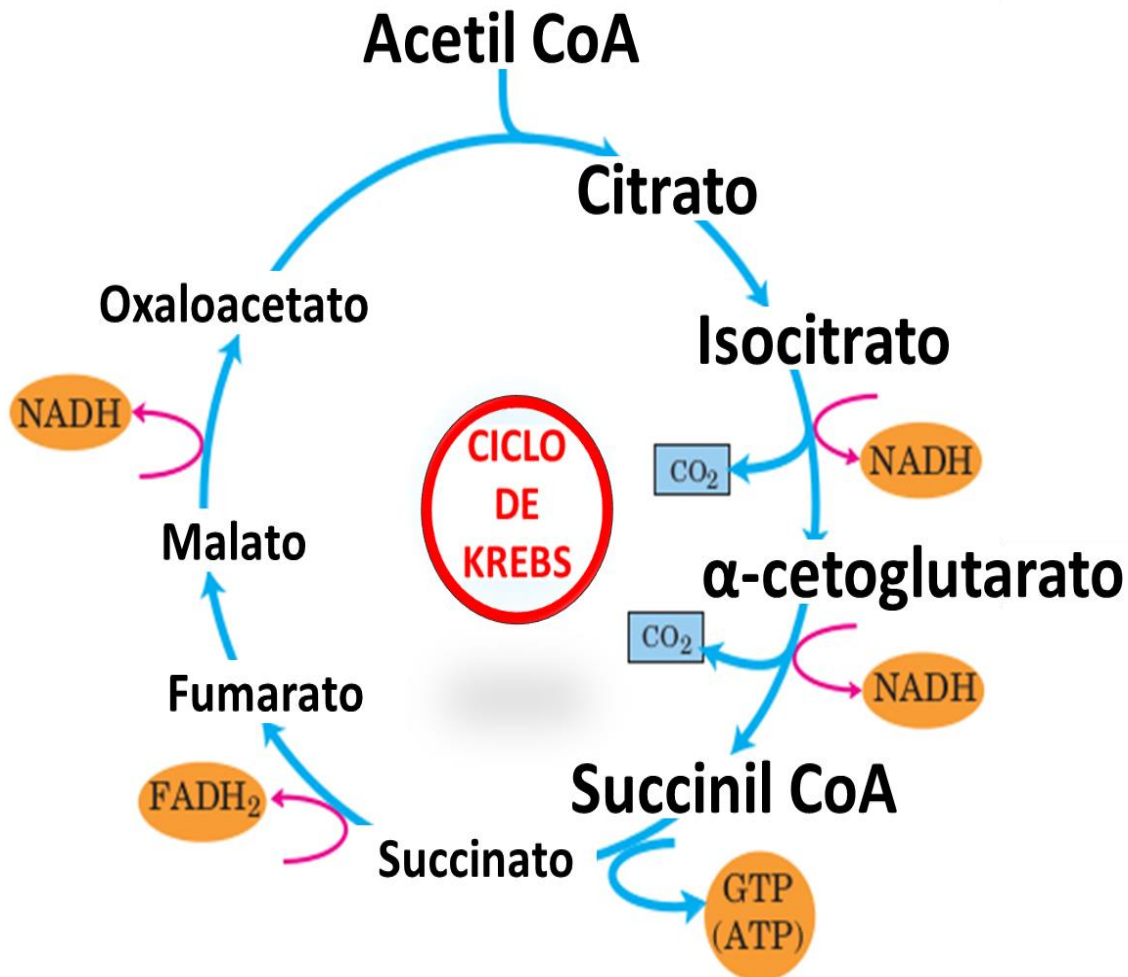 Acetil CoA
Citrato
Oxaloacetato
Isocitrato
NADH
CICLO
DE
KREBS
CO₂
NADH
Malato
α-cetoglutarato
CO₂
NADH
Fumarato
FADH₂
Succinil CoA
Succinato
GTP
(ATP)